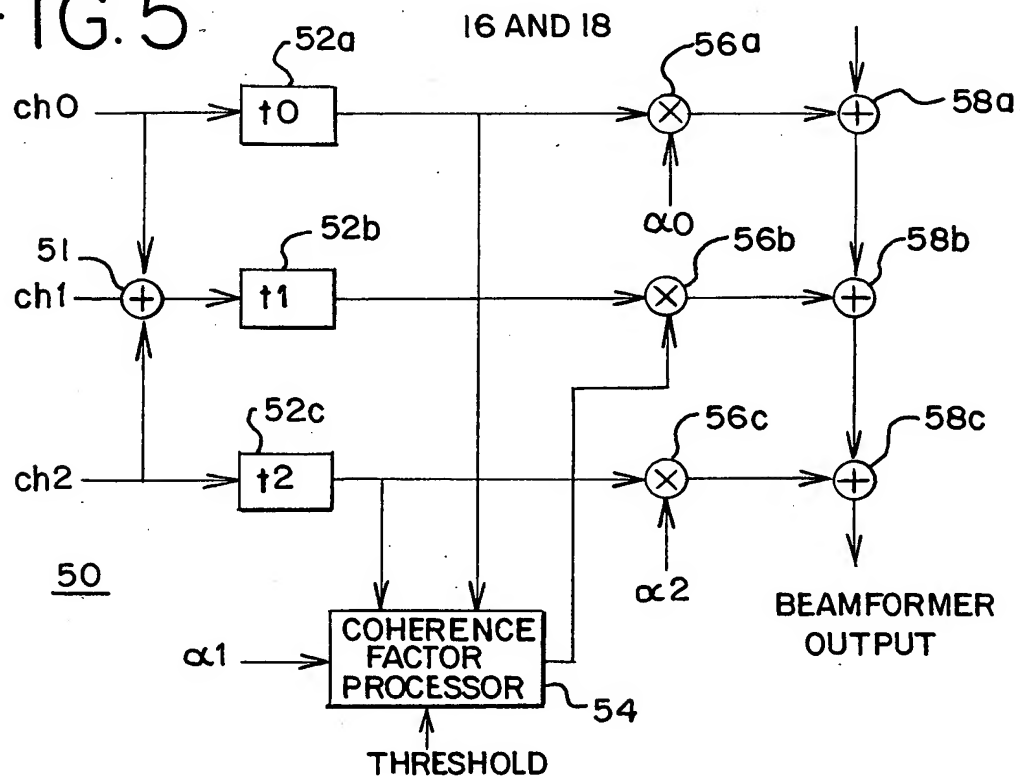 FIG. 5
16 AND 18
52a
56a
ch0
t0
58a
α0
51
52b
56b
58b
ch1
t1
52c
56c
58c
ch2
t2
50
α2
BEAMFORMER
OUTPUT
α1
COHERENCE
FACTOR
PROCESSOR
54
THRESHOLD